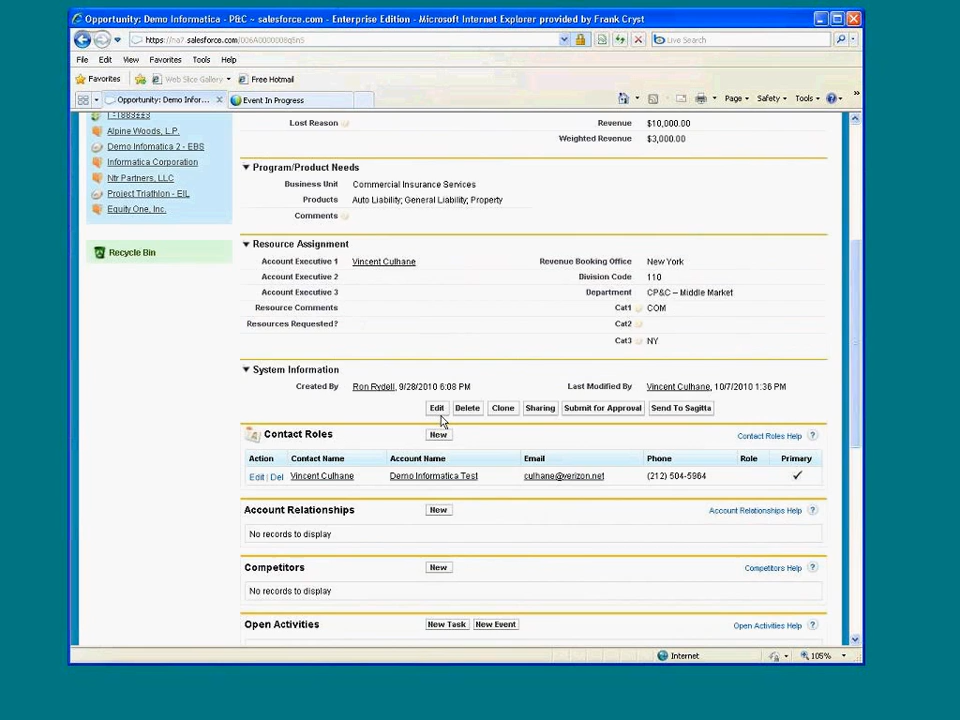 Opportunity: Demo Informatica - P&C ~ salesforce.com - Enterprise Edition - Microsoft Internet Explorer provided by Frank Cryst
Live Search
File Edit View Favorites Tools Help
Favorites Web Slice Gallery Free Hotmail
Opportunity: Demo Infor... Event In Progress Page Safety Tools
Alpine Woods, L.P.
Demo Infomatica 2 - EBS
Informatica Corporation
Ntr Partners, LLC
Project Triathlon - EIL
Equity One, Inc.
Recycle Bin
Lost Reason Revenue $10,000.00
Weighted Revenue $3,000.00
Program/Product Needs
Business Unit Commercial Insurance Services
Products Auto Liability; General Liability; Property
Comments
Resource Assignment
Account Executive 1 Vincent Culhane Revenue Booking Office New York
Account Executive 2 Division Code 110
Account Executive 3 Department CP&C -- Middle Market
Resource Comments Cat1 COM
Resources Requested? Cat2
Cat3 NY
System Information
Created By Ron Rydell, 9/28/2010 6:08 PM Last Modified By Vincent Culhane, 10/7/2010 1:36 PM
Edit Delete Clone Sharing Submit for Approval Send To Sagitta
Contact Roles New Contact Roles Help ?
Action Contact Name Account Name Email Phone Role Primary
Edit | Del Vincent Culhane Demo Informatica Test culhane@verizon.net (212) 504-5964
Account Relationships New Account Relationships Help ?
No records to display
Competitors New Competitors Help ?
No records to display
Open Activities New Task New Event Open Activities Help ?
Internet 105%